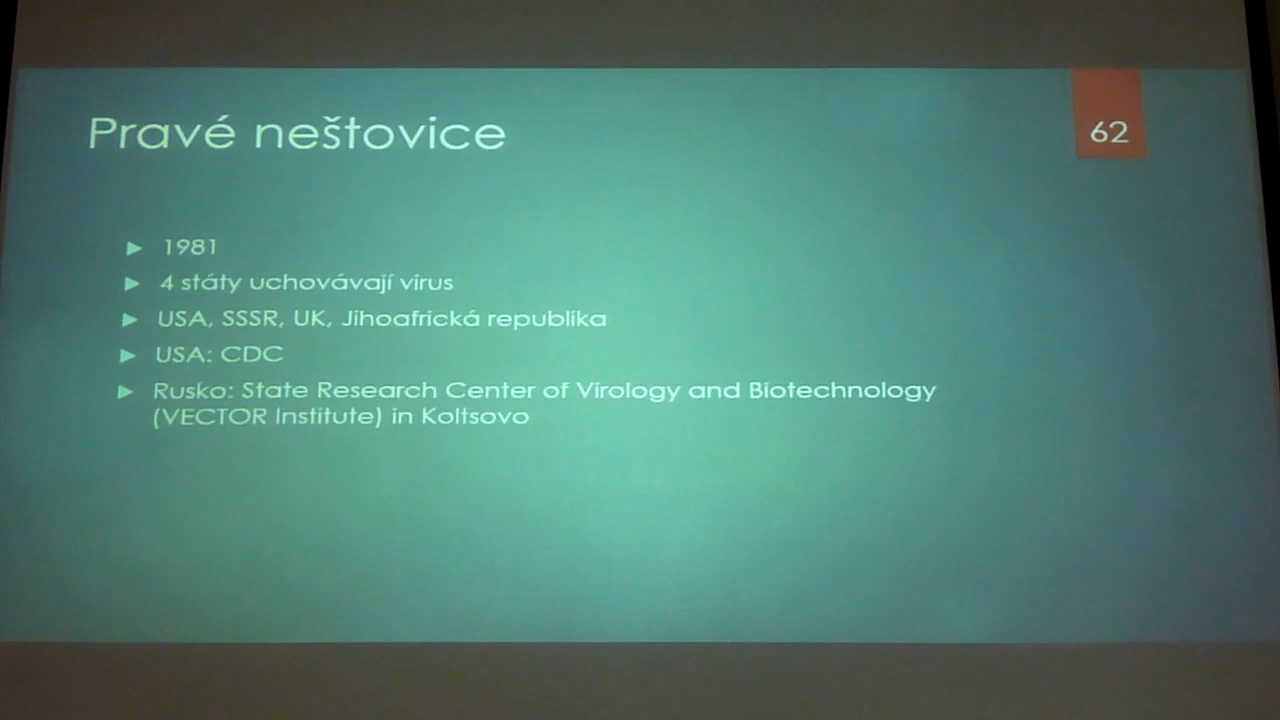 Pravé neštovice
62
1981
4 státy uchovávají virus
USA, SSSR, UK, Jihoafrická republika
USA: CDC
Rusko: State Research Center of Virology and Biotechnology
(VECTOR Institute) in Koltsovo